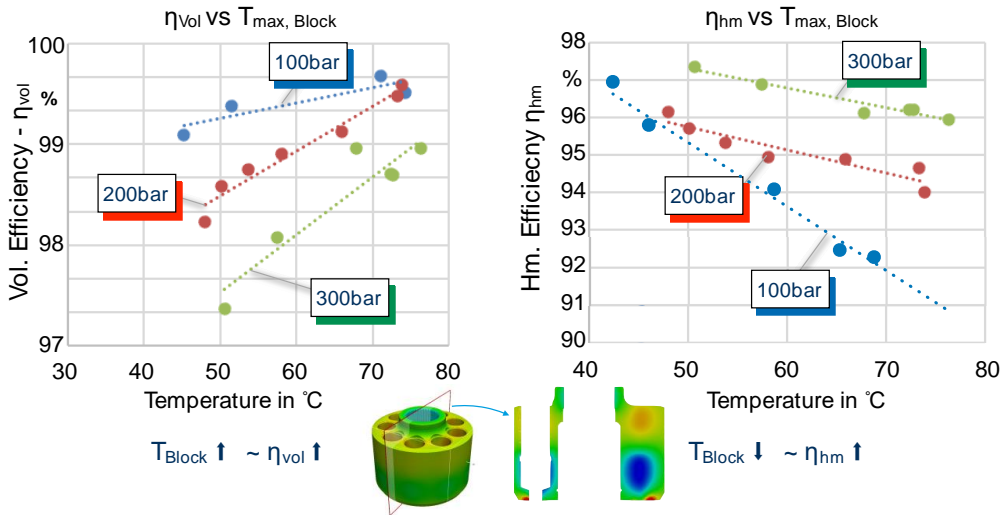 ηVol vs Tmax, Block
100
%
99
98
97
Vol. Efficiency - ηvol
100bar
200bar
300bar
30 40 50 60 70 80
Temperature in °C
TBlock ⬆ ~ ηvol ⬆
ηhm vs Tmax, Block
98
%
96
95
94
93
92
91
90
Hm. Efficiecny ηhm
300bar
200bar
100bar
40 50 60 70 80
Temperature in °C
TBlock ⬇ ~ ηhm ⬆